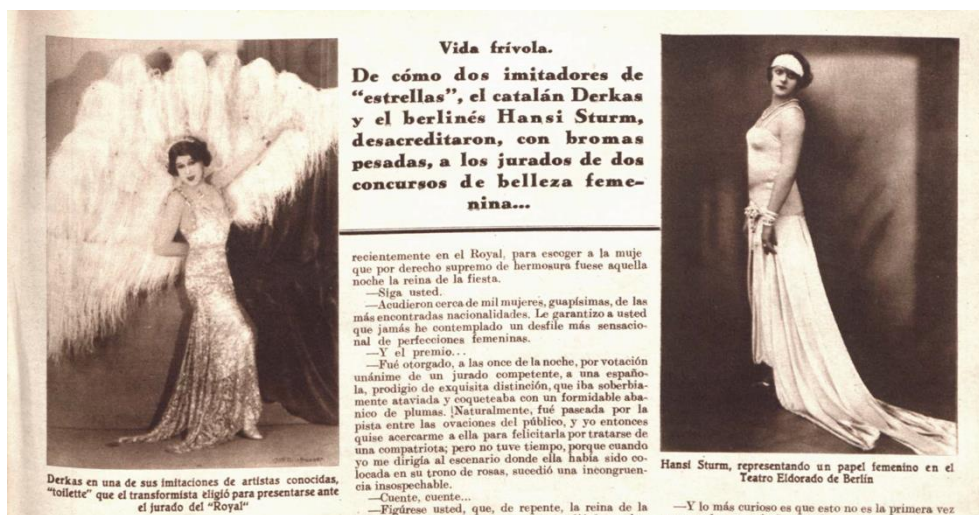 Vida frívola.
De cómo dos imitadores de
"estrellas", el catalán Derkas
y el berlinés Hansi Sturm,
desacreditaron, con bromas
pesadas, a los jurados de dos
concursos de belleza feme-
nina...
Derkas en una de sus imitaciones de artistas conocidas,
"toilette" que el transformista eligió para presentarse ante
el jurado del "Royal"
recientemente en el Royal, para escoger a la muje
que por derecho supremo de hermosura fuese aquella
noche la reina de la fiesta.
—Siga usted.
—Acudieron cerca de mil mujeres, guapísimas, de las
más encontradas nacionalidades. Le garantizo a usted
que jamás he contemplado un desfile más sensacio-
nal de perfecciones femeninas.
—Y el premio...
—Fué otorgado, a las once de la noche, por votación
unánime de un jurado competente, a una españo-
la, prodigio de exquisita distinción, que iba soberbia-
mente ataviada y coqueteaba con un formidable aba-
nico de plumas. ¡Naturalmente, fué paseada por la
pista entre las ovaciones del público, y yo entonces
quise acercarme a ella para felicitarla por tratarse de
una compatriota; pero no tuve tiempo, porque cuando
yo me dirigía al escenario donde ella había sido co-
locada en su trono de rosas, sucedió una incongruen-
cia insospechable.
—Cuente, cuente...
—Figúrese usted, que, de repente, la reina de la
Hansi Sturm, representando un papel femenino en el
Teatro Eldorado de Berlín
—Y lo más curioso es que esto no es la primera vez